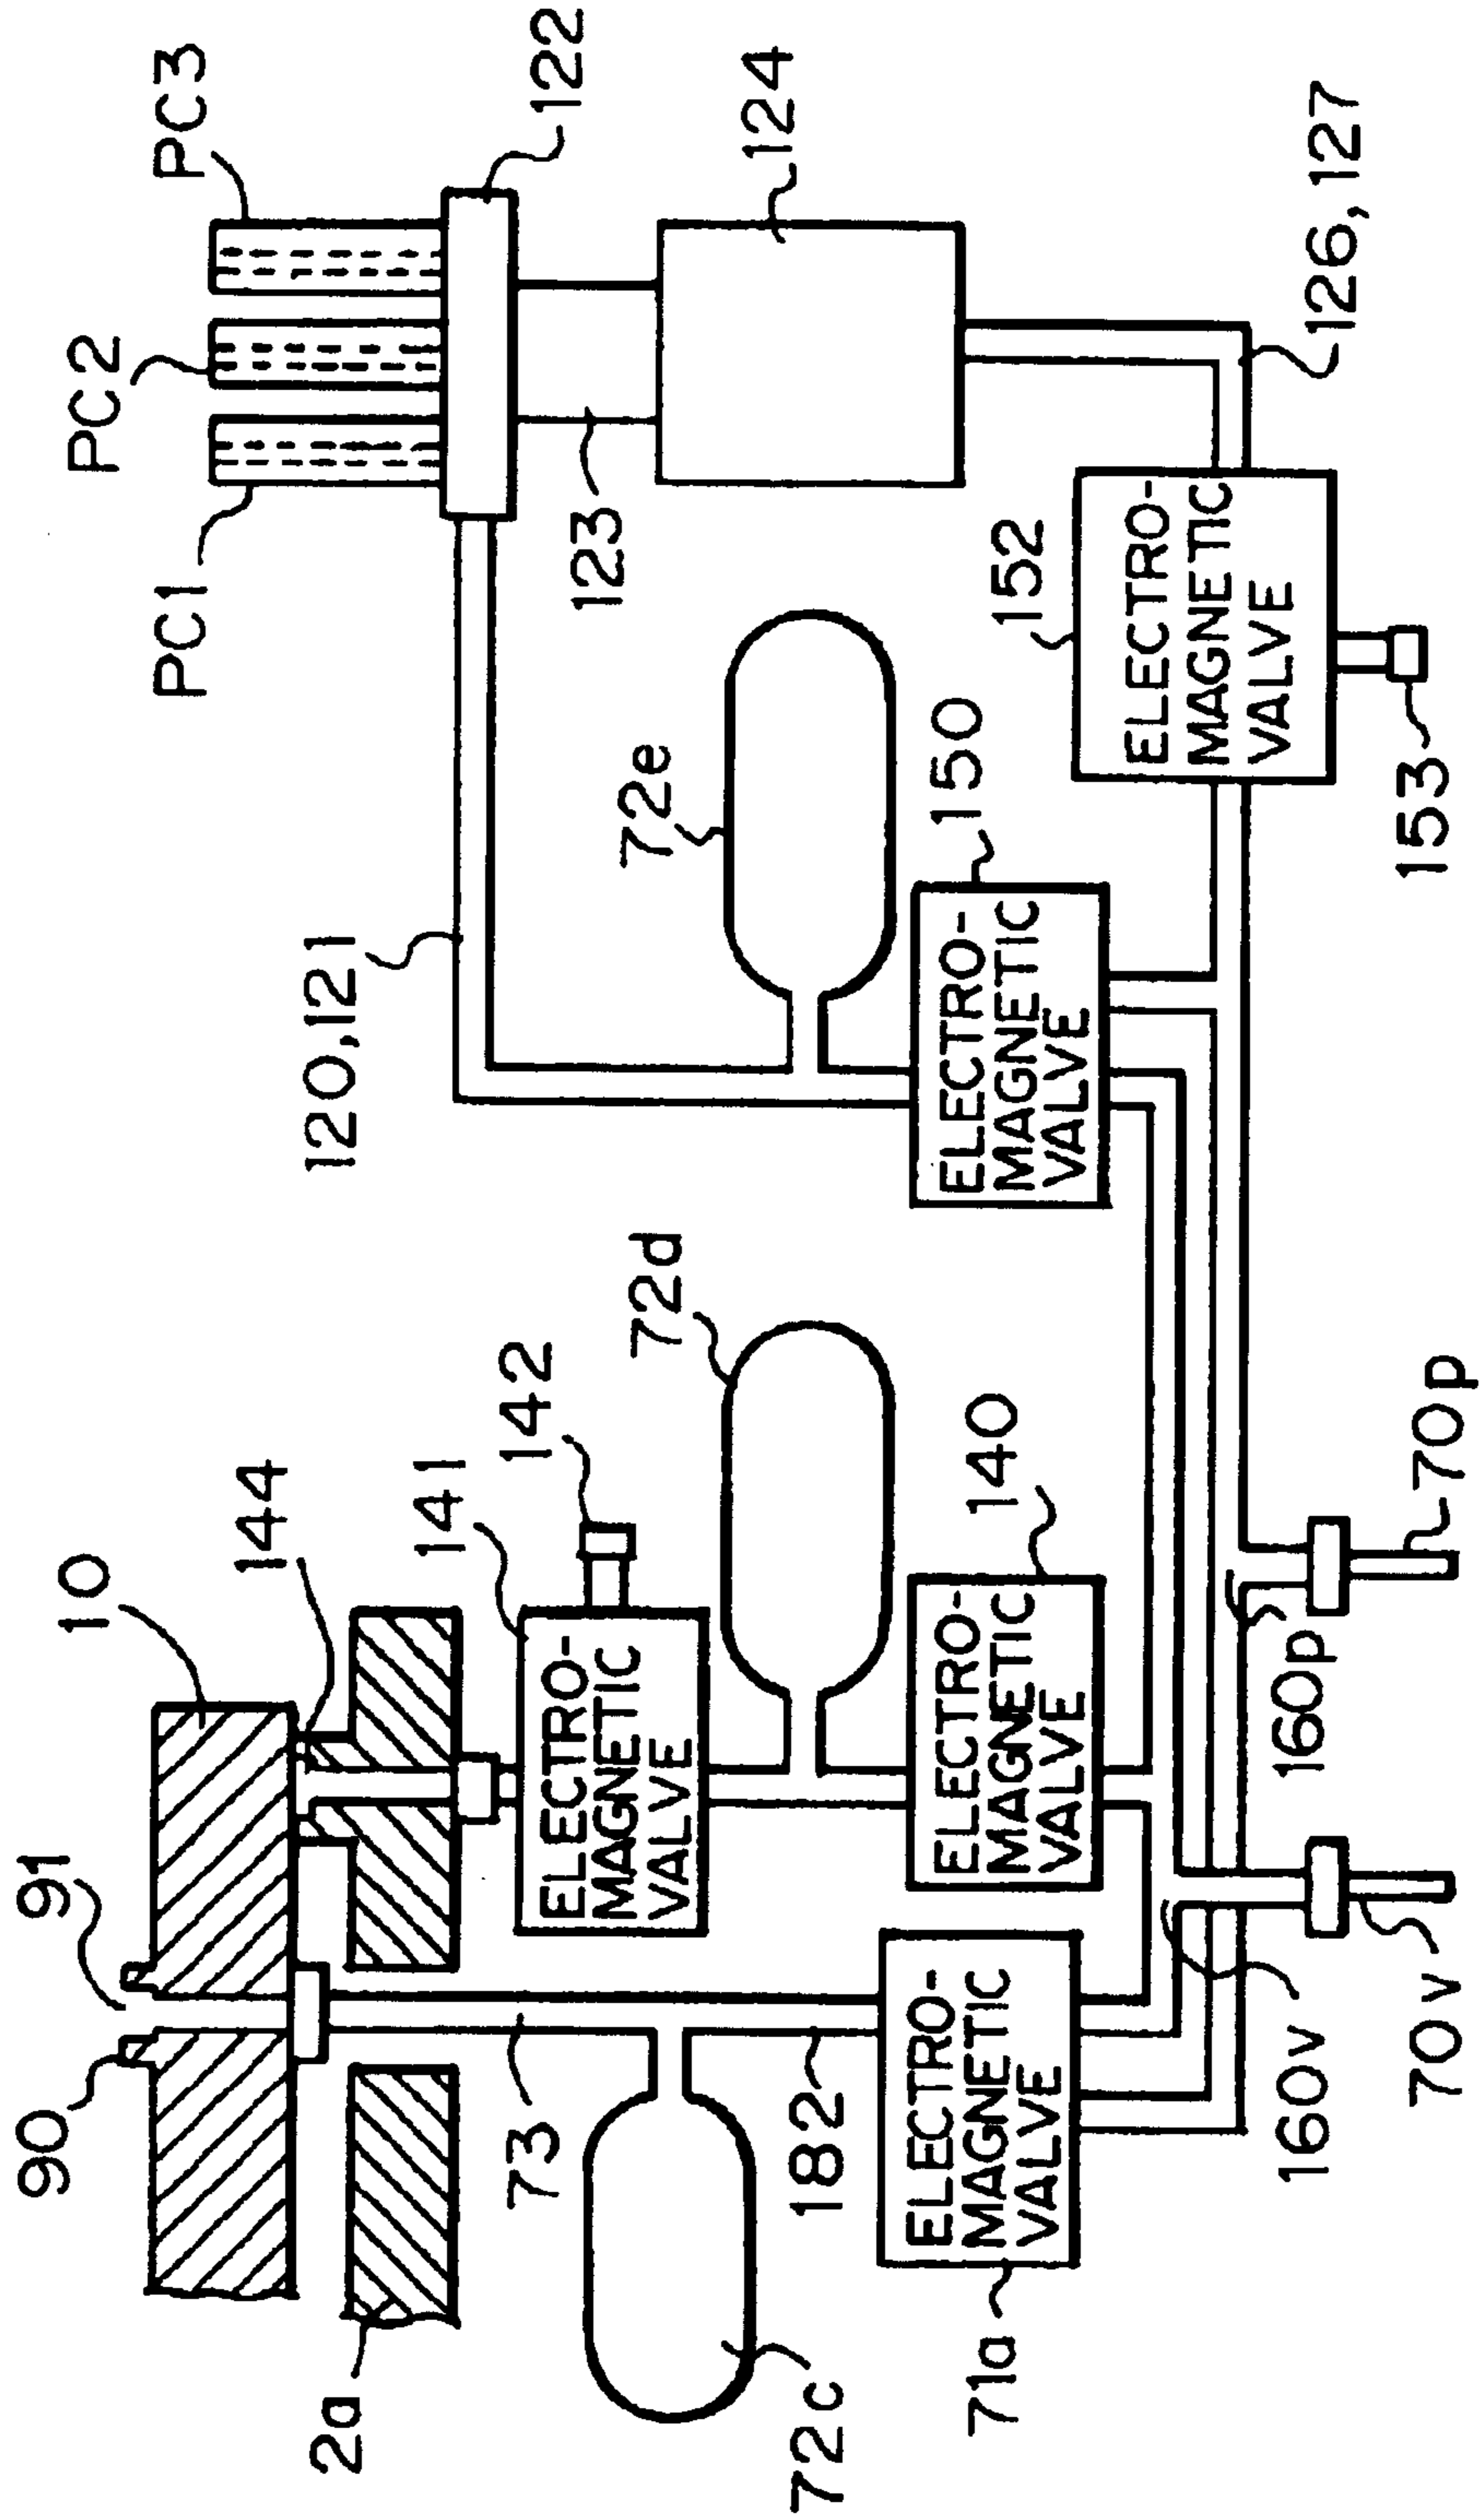 PC3
PC2
PC1
122
124
123
126,127
120,121
72e
150
ELECTRO-
MAGNETIC
VALVE
152
ELECTRO-
MAGNETIC
VALVE
153
10
144
141
142
72d
ELECTRO-
MAGNETIC
VALVE
140
ELECTRO-
MAGNETIC
VALVE
91
90
2a
73
72c
182
71a
ELECTRO-
MAGNETIC
VALVE
160p
70p
160v
70v